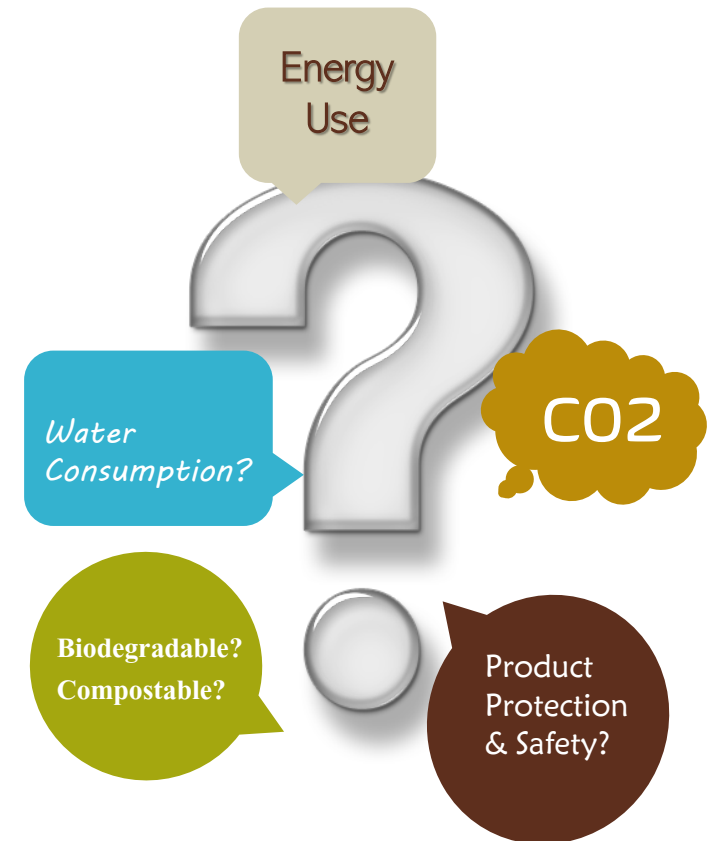 Energy
Use
CO2
Water
Consumption?
Biodegradable?
Compostable?
Product
Protection
& Safety?